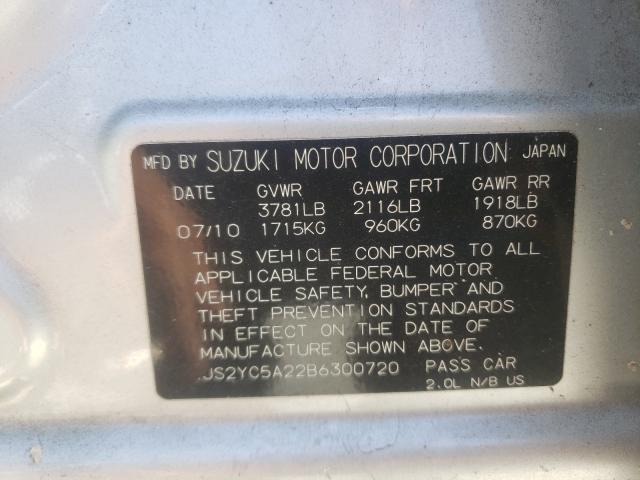 MFD BY SUZUKI MOTOR CORPORATION JAPAN
DATE GVWR GAWR FRT GAWR RR
3781LB 2116LB 1918LB
07/10 1715KG 960KG 870KG
THIS VEHICLE CONFORMS TO ALL
APPLICABLE FEDERAL MOTOR
VEHICLE SAFETY, BUMPER AND
THEFT PREVENTION STANDARDS
IN EFFECT ON THE DATE OF
MANUFACTURE SHOWN ABOVE.
JS2YC5A22B6300720 PASS CAR
2.0L N/B US